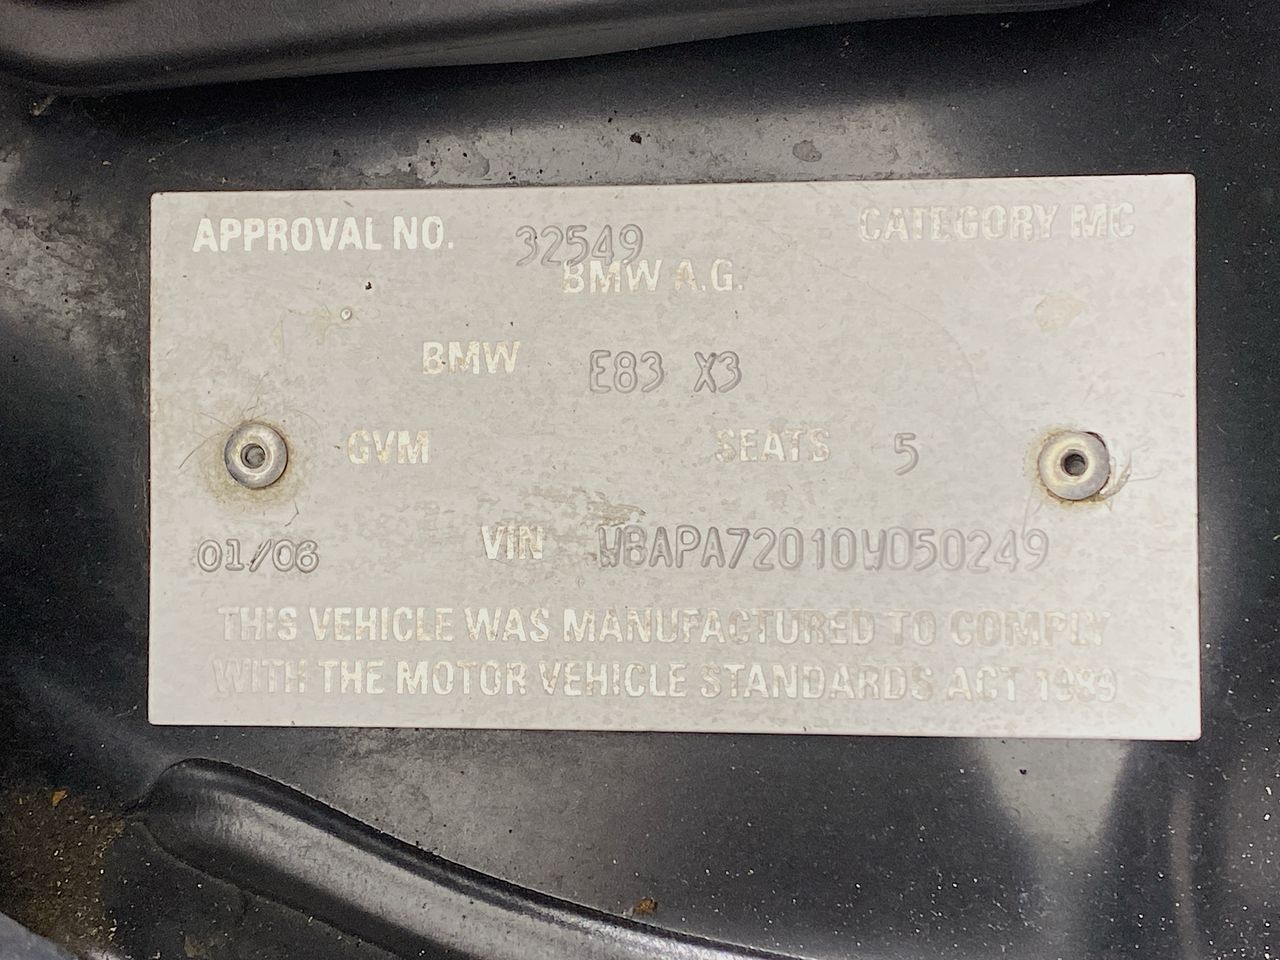 APPROVAL NO. 32549 CATEGORY MC
BMW A.G.
BMW E83 X3
GVM SEATS 5
01/06 VIN WBAPA72010WD50249
THIS VEHICLE WAS MANUFACTURED TO COMPLY
WITH THE MOTOR VEHICLE STANDARDS ACT 1989